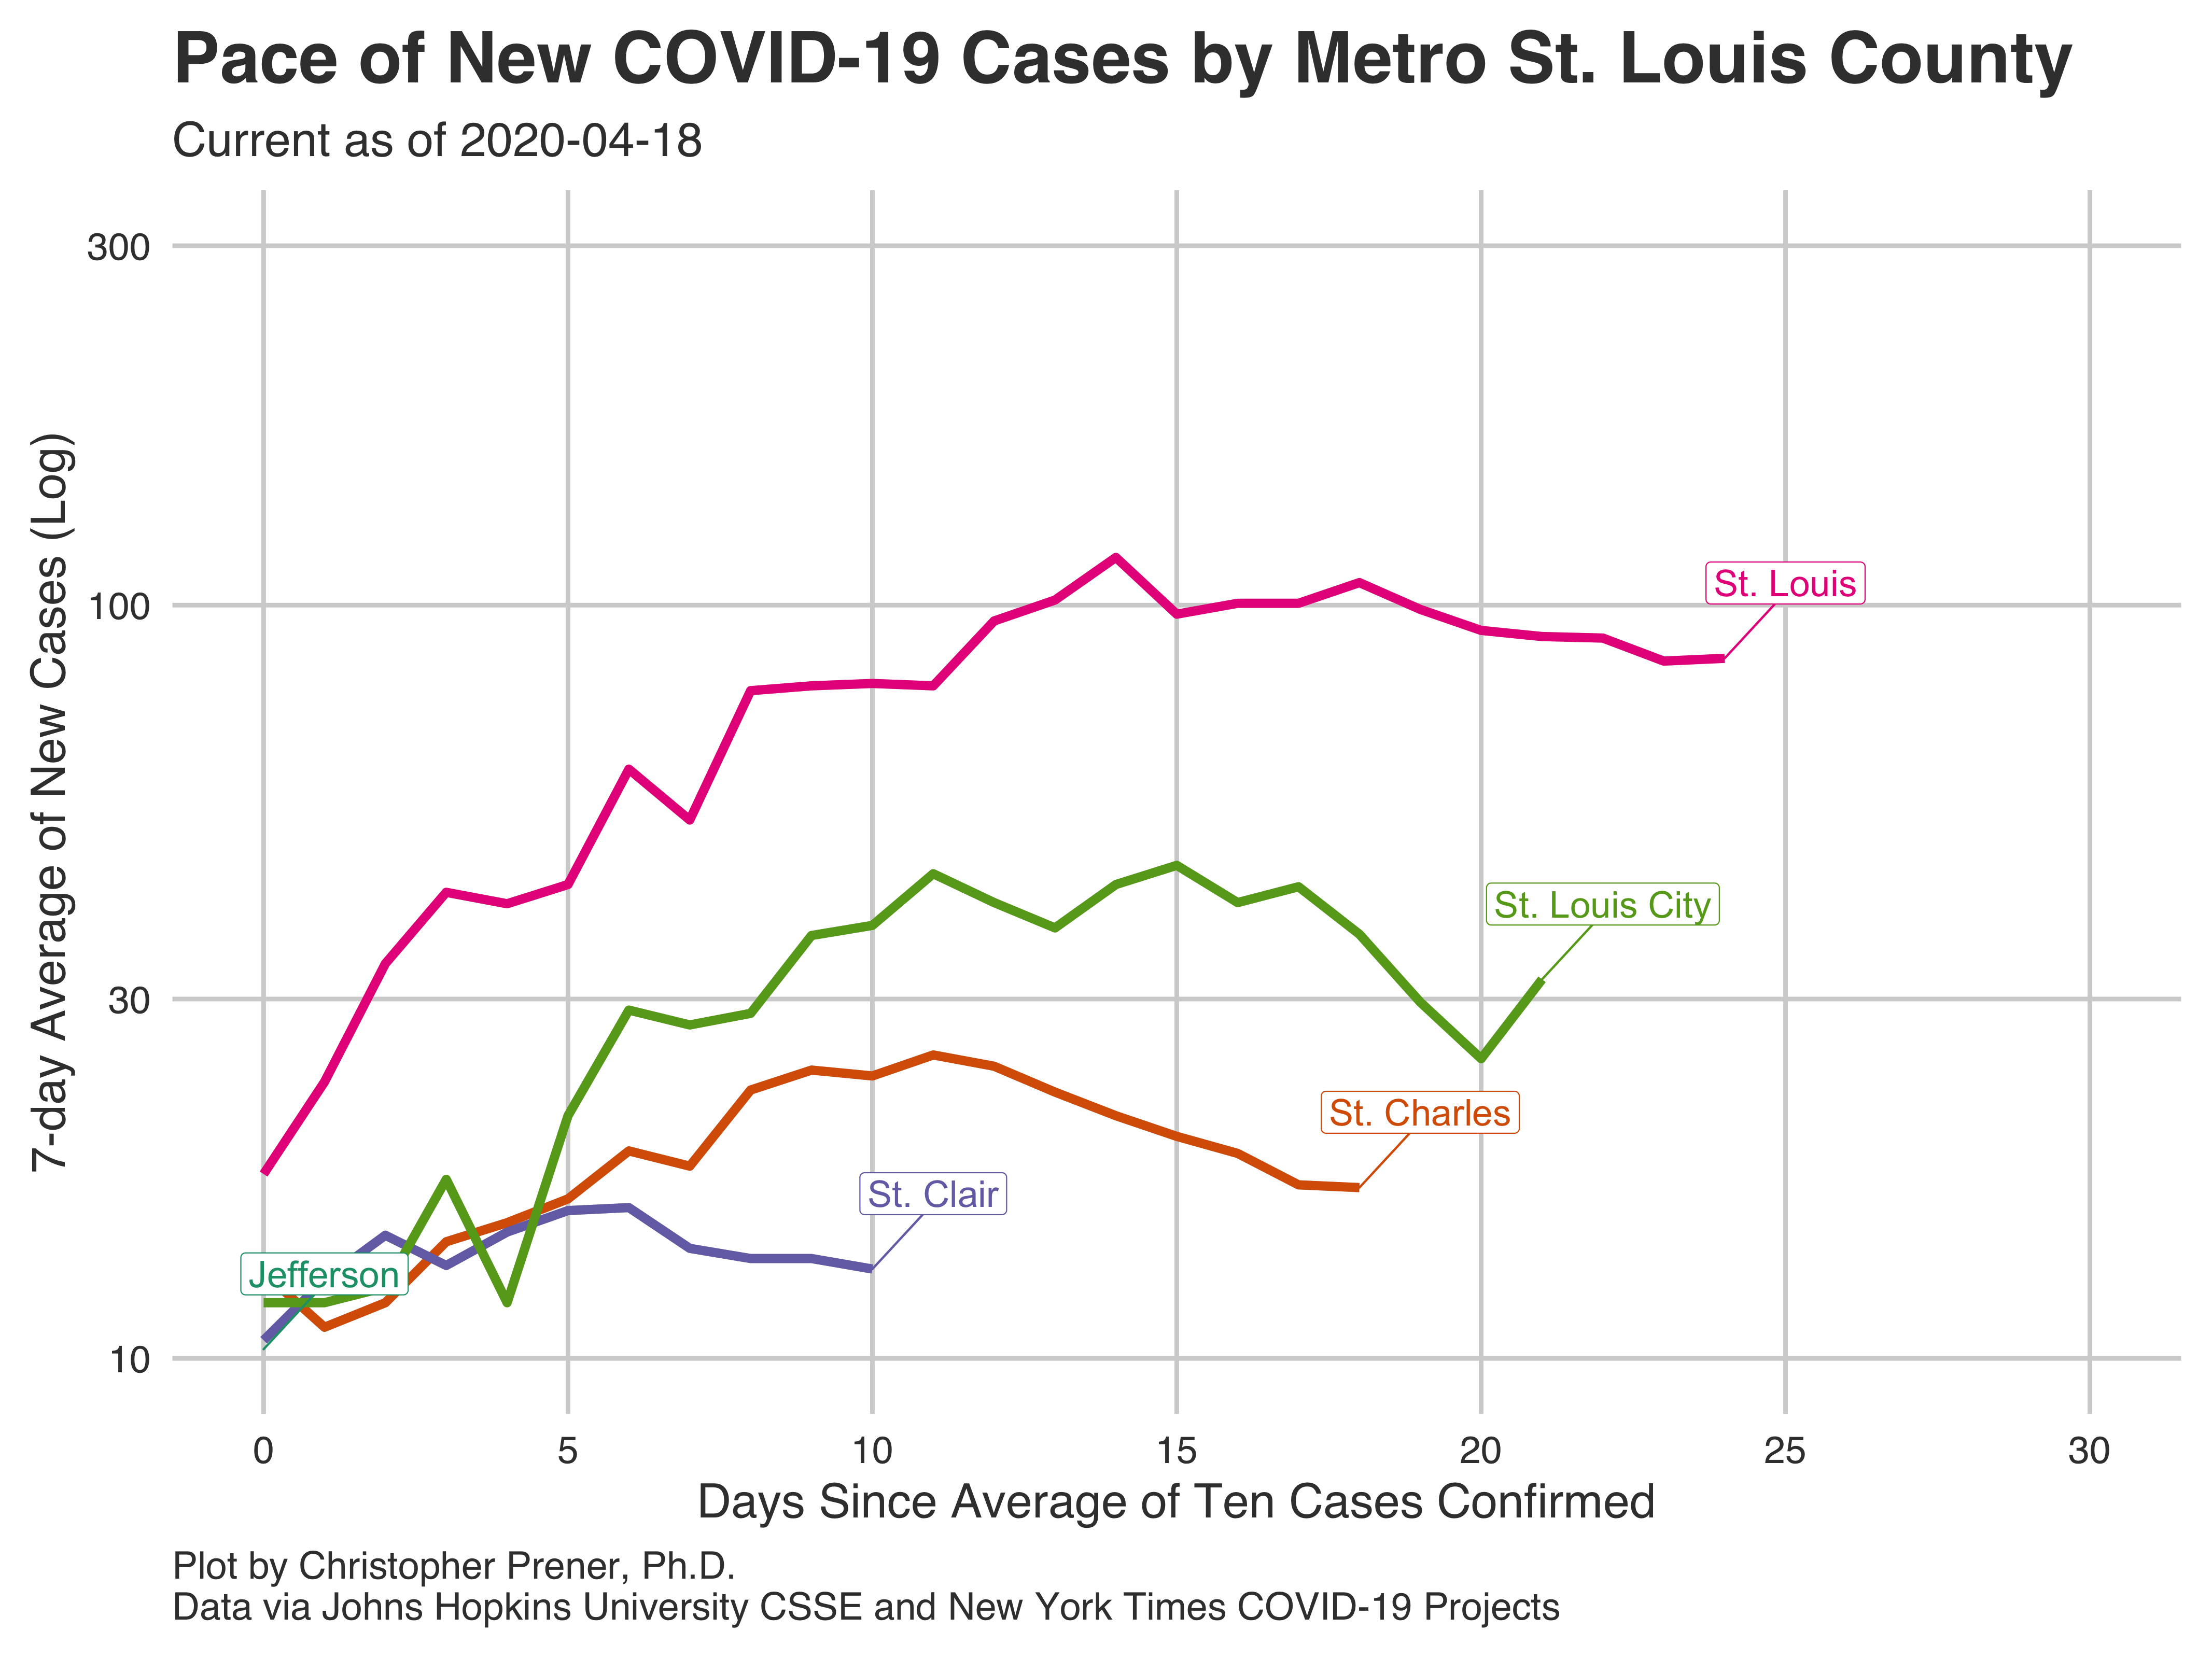 Pace of New COVID-19 Cases by Metro St. Louis County
Current as of 2020-04-18
7-day Average of New Cases (Log)
300
100
30
10
St. Louis
St. Louis City
St. Charles
St. Clair
Jefferson
0 5 10 15 20 25 30
Days Since Average of Ten Cases Confirmed
Plot by Christopher Prener, Ph.D.
Data via Johns Hopkins University CSSE and New York Times COVID-19 Projects